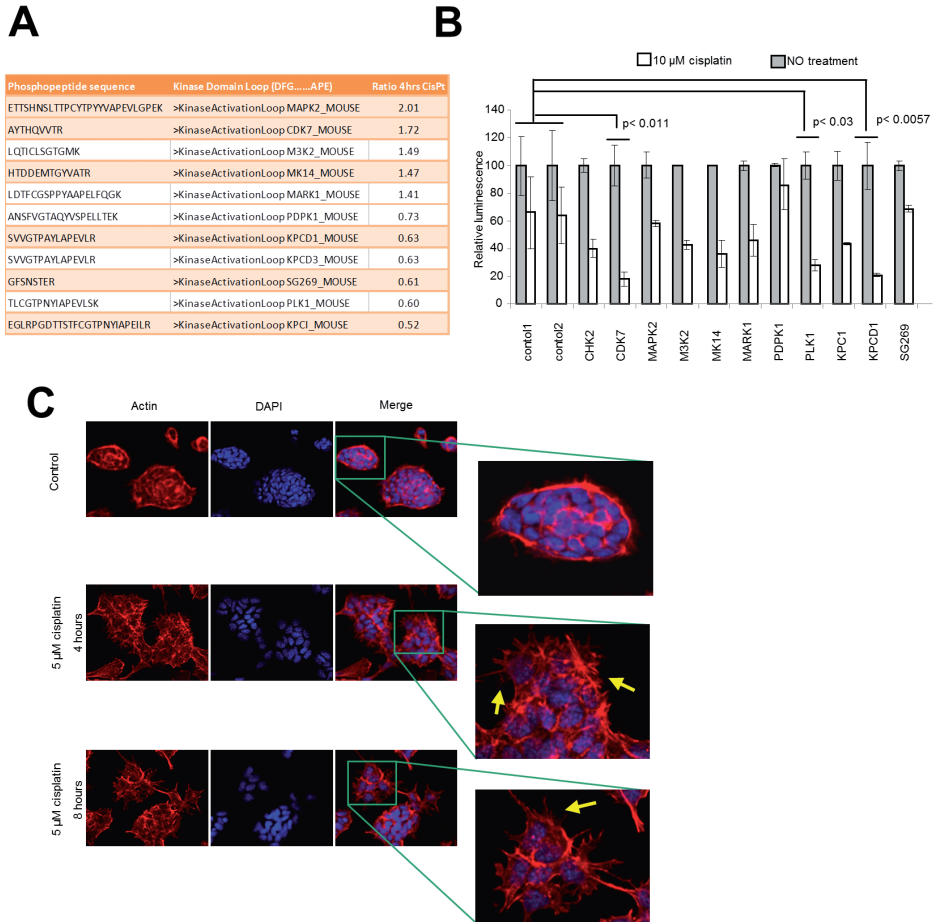 A
Phosphopeptide sequence Kinase Domain Loop (DFG......APE) Ratio 4hrs CisPt
ETTSHNSLTTPCYTPYYVAPEVLGPEK >KinaseActivationLoop MAPK2_MOUSE 2.01
AYTHQVVTR >KinaseActivationLoop CDK7_MOUSE 1.72
LQTICLSGTGMK >KinaseActivationLoop M3K2_MOUSE 1.49
HTDDEMTGYVATR >KinaseActivationLoop MK14_MOUSE 1.47
LDTFCGSPPYAAPELFQGK >KinaseActivationLoop MARK1_MOUSE 1.41
ANSFVGTAQYVSPELLTEK >KinaseActivationLoop PDPK1_MOUSE 0.73
SVVGTPAYLAPEVLR >KinaseActivationLoop KPCD1_MOUSE 0.63
SVVGTPAYLAPEVLR >KinaseActivationLoop KPCD3_MOUSE 0.63
GFSNSTER >KinaseActivationLoop SG269_MOUSE 0.61
TLCGTPNYIAPEVLSK >KinaseActivationLoop PLK1_MOUSE 0.60
EGLRPGDTTSTFCGTPNYIAPEILR >KinaseActivationLoop KPCI_MOUSE 0.52
B
10 µM cisplatin NO treatment
p< 0.011 p< 0.03 p< 0.0057
Relative luminescence
140
120
100
80
60
40
20
0
contol1
contol2
CHK2
CDK7
MAPK2
M3K2
MK14
MARK1
PDPK1
PLK1
KPC1
KPCD1
SG269
C
Actin DAPI Merge
Control
5 µM cisplatin
4 hours
5 µM cisplatin
8 hours